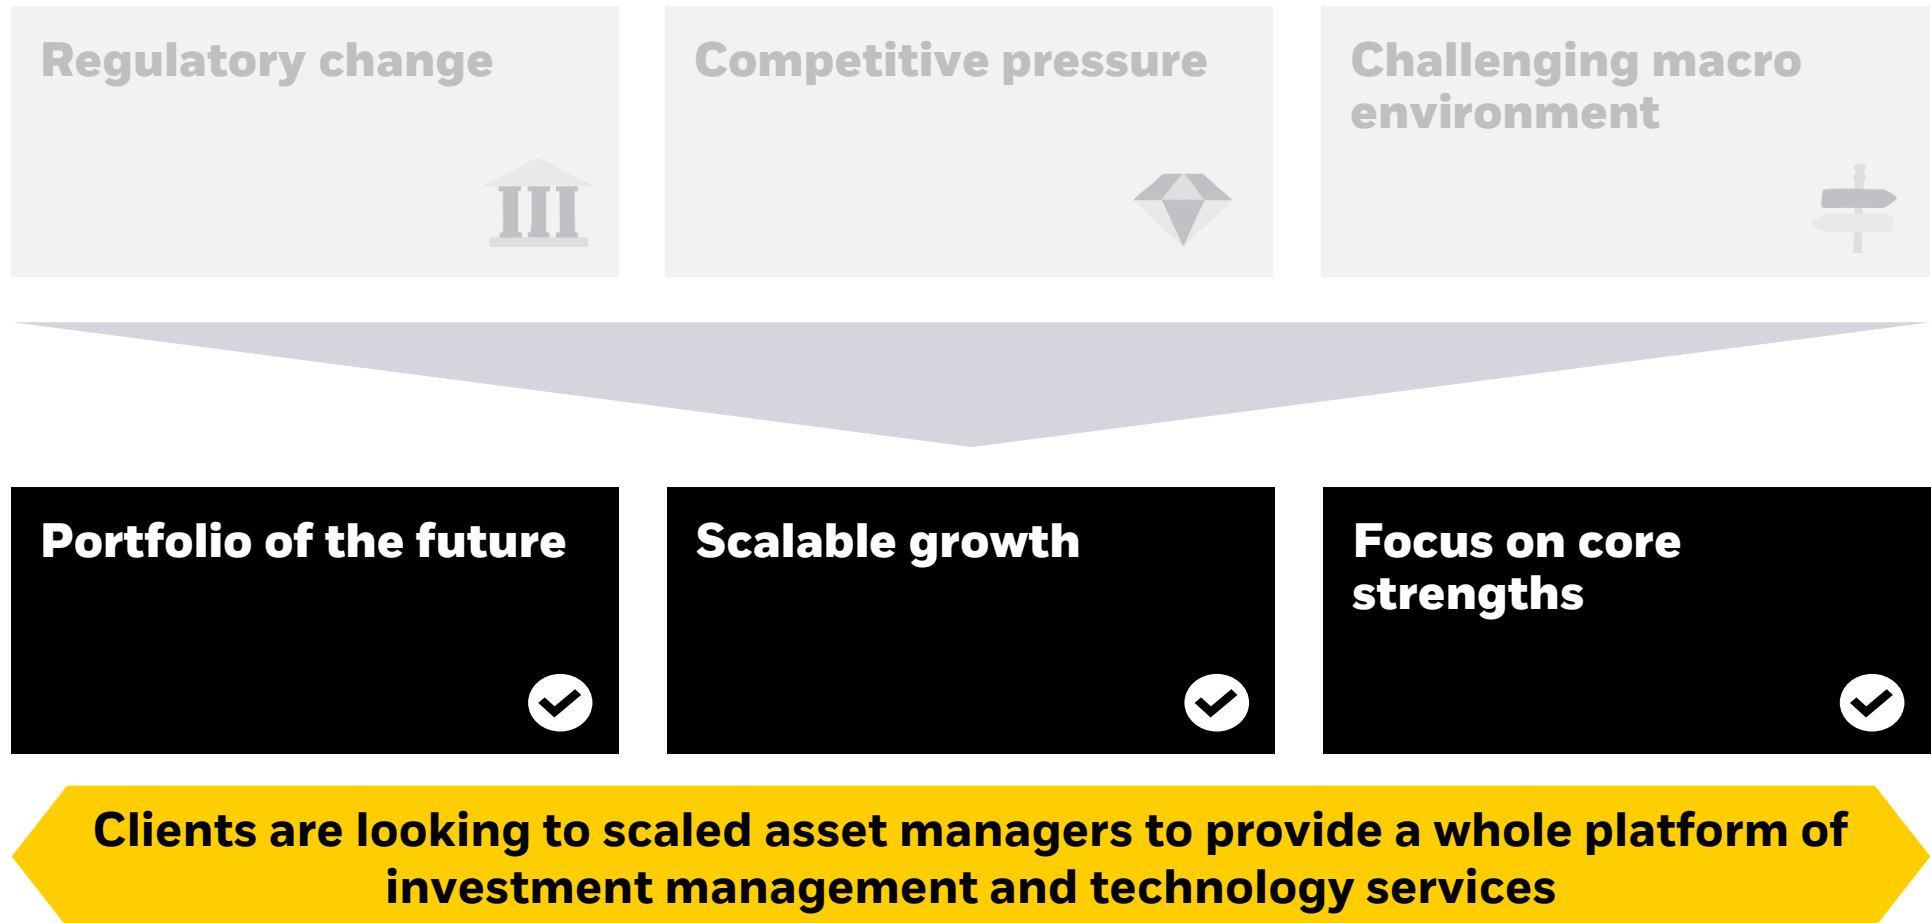 Regulatory change
Competitive pressure
Challenging macro
environment
Portfolio of the future
Scalable growth
Focus on core
strengths
Clients are looking to scaled asset managers to provide a whole platform of
investment management and technology services